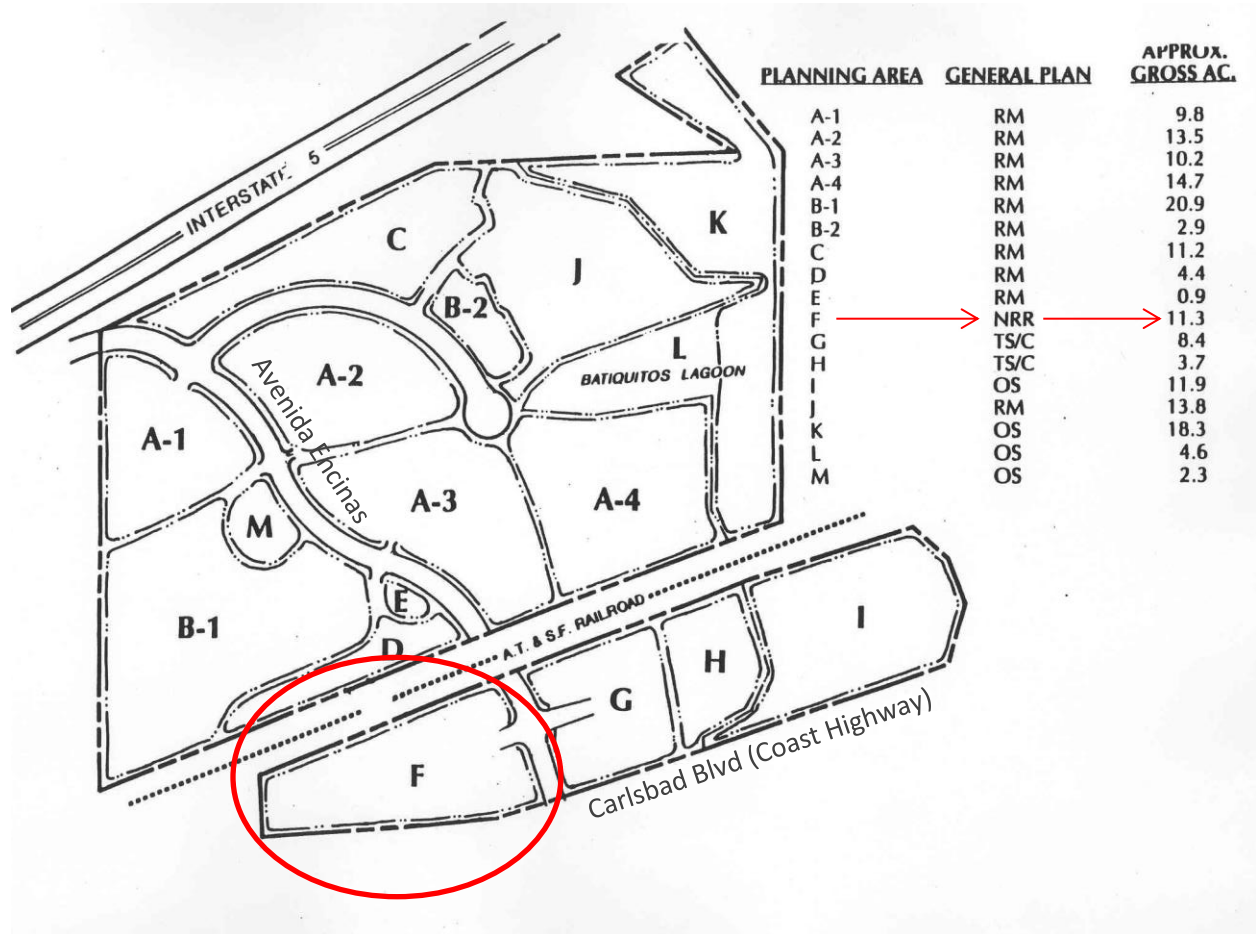 APPROX.
PLANNING AREA GENERAL PLAN GROSS AC.
A-1 RM 9.8
A-2 RM 13.5
A-3 RM 10.2
A-4 RM 14.7
B-1 RM 20.9
B-2 RM 2.9
C RM 11.2
D RM 4.4
E RM 0.9
F NRR 11.3
G TS/C 8.4
H TS/C 3.7
I OS 11.9
J RM 13.8
K OS 18.3
L OS 4.6
M OS 2.3
INTERSTATE 5
C
K
J
B-2
L
BATIQUITOS LAGOON
A-2
Avenida Encinas
A-1
A-3
A-4
M
E
B-1
D
A.T. & S.F. RAILROAD
I
H
G
F
Carlsbad Blvd (Coast Highway)